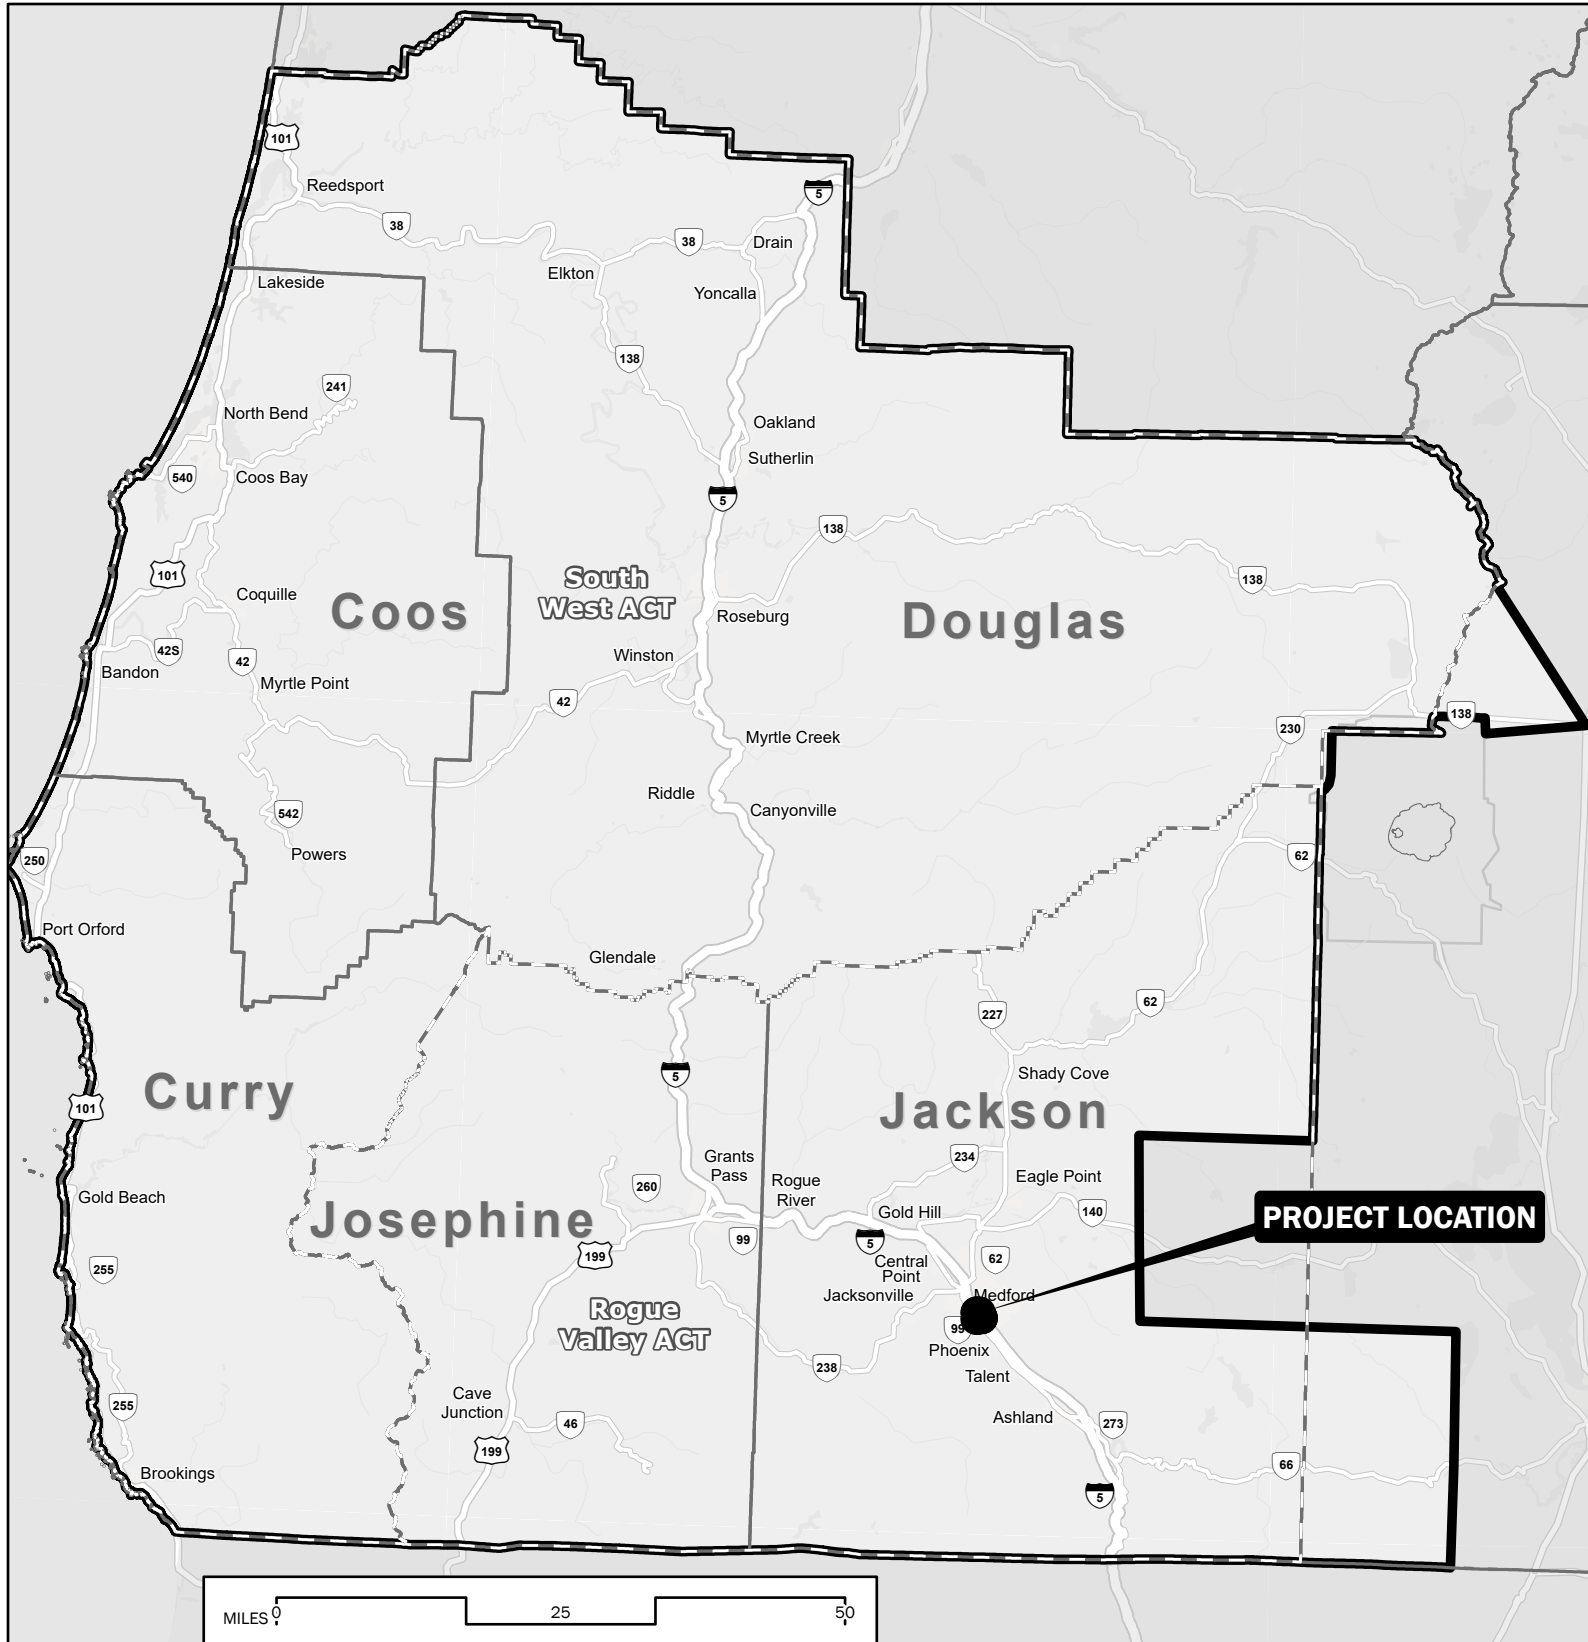 101
Reedsport
5
38
38
Drain
Elkton
Lakeside
Yoncalla
138
241
North Bend
Oakland
Sutherlin
540
Coos Bay
5
138
101
South
West ACT
138
Coquille
Coos
Douglas
Roseburg
42S
Winston
42
Bandon
Myrtle Point
42
138
230
Myrtle Creek
Riddle
542
Canyonville
Powers
250
62
Port Orford
Glendale
62
227
5
Shady Cove
Curry
101
Jackson
Grants
Pass
234
Rogue
River
Eagle Point
260
Gold Beach
Josephine
Gold Hill
140
PROJECT LOCATION
99
5
199
62
255
Central
Point
Jacksonville
Medford
Rogue
Valley ACT
99
Phoenix
238
Talent
Cave
Junction
255
46
Ashland
273
199
66
Brookings
5
MILES 0 25 50